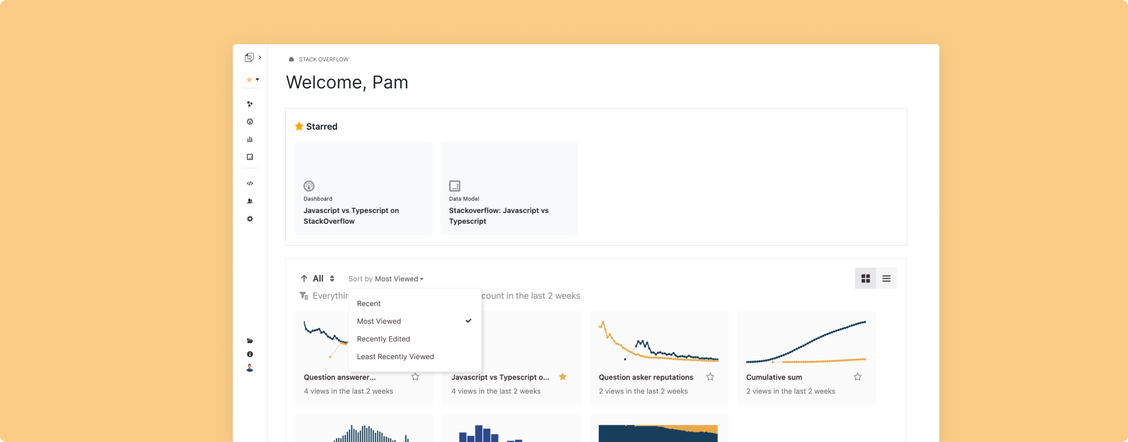 STACK OVERFLOW
Welcome, Pam
Starred
Dashboard
Javascript vs Typescript on
StackOverflow
Data Model
Stackoverflow: Javascript vs
Typescript
All
Sort by Most Viewed
count in the last 2 weeks
Recent
Most Viewed
Recently Edited
Least Recently Viewed
Question answerer...
4 views in the last 2 weeks
Javascript vs Typescript o...
4 views in the last 2 weeks
Question asker reputations
2 views in the last 2 weeks
Cumulative sum
2 views in the last 2 weeks